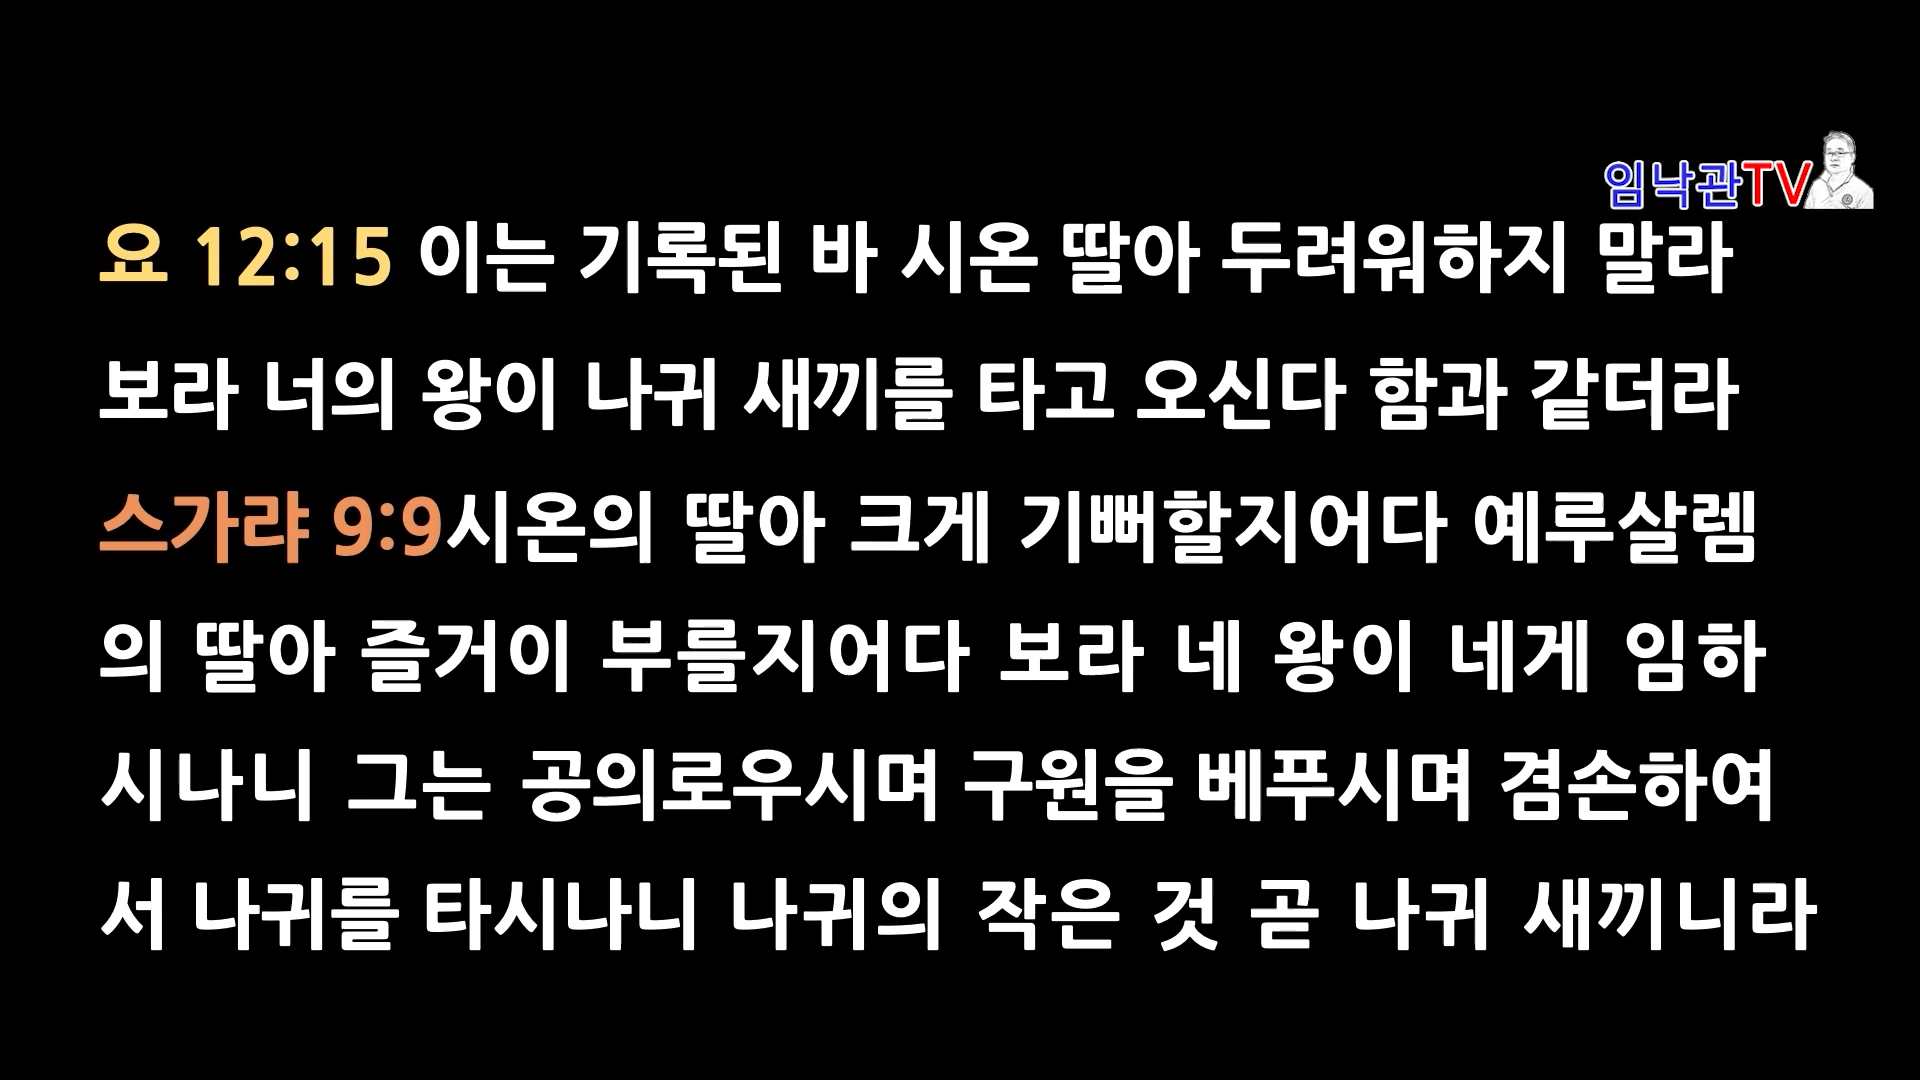 임낙관TV
요 12:15 이는 기록된 바 시온 딸아 두려워하지 말라
보라 너의 왕이 나귀 새끼를 타고 오신다 함과 같더라
스가랴 9:9시온의 딸아 크게 기뻐할지어다 예루살렘
의 딸아 즐거이 부를지어다 보라 네 왕이 네게 임하
시나니 그는 공의로우시며 구원을 베푸시며 겸손하여
서 나귀를 타시나니 나귀의 작은 것 곧 나귀 새끼니라